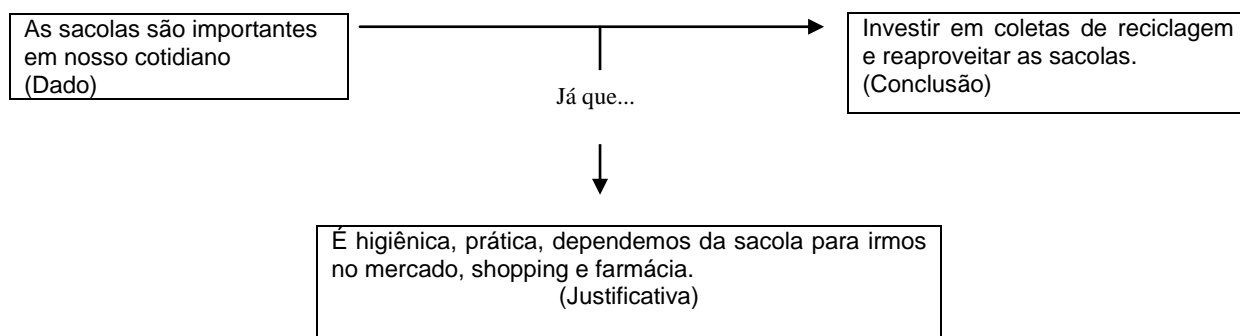 As sacolas são importantes
em nosso cotidiano
(Dado)
Investir em coletas de reciclagem
e reaproveitar as sacolas.
(Conclusão)
Já que...
É higiênica, prática, dependemos da sacola para irmos
no mercado, shopping e farmácia.
(Justificativa)